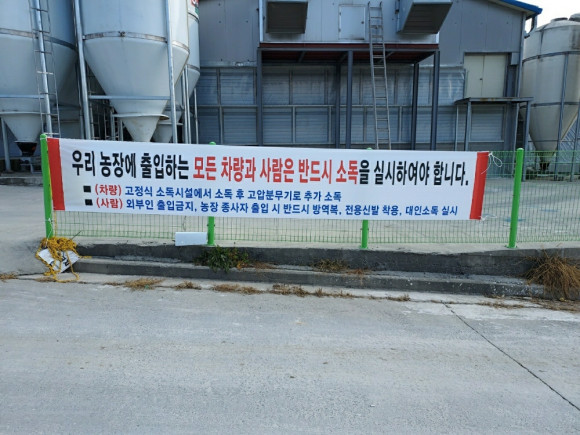 우리 농장에 출입하는 모든 차량과 사람은 반드시 소독을 실시하여야 합니다.
■ (차량) 고정식 소독시설에서 소독 후 고압분무기로 추가 소독
■ (사람) 외부인 출입금지, 농장 종사자 출입 시 반드시 방역복, 전용신발 착용, 대인소독 실시